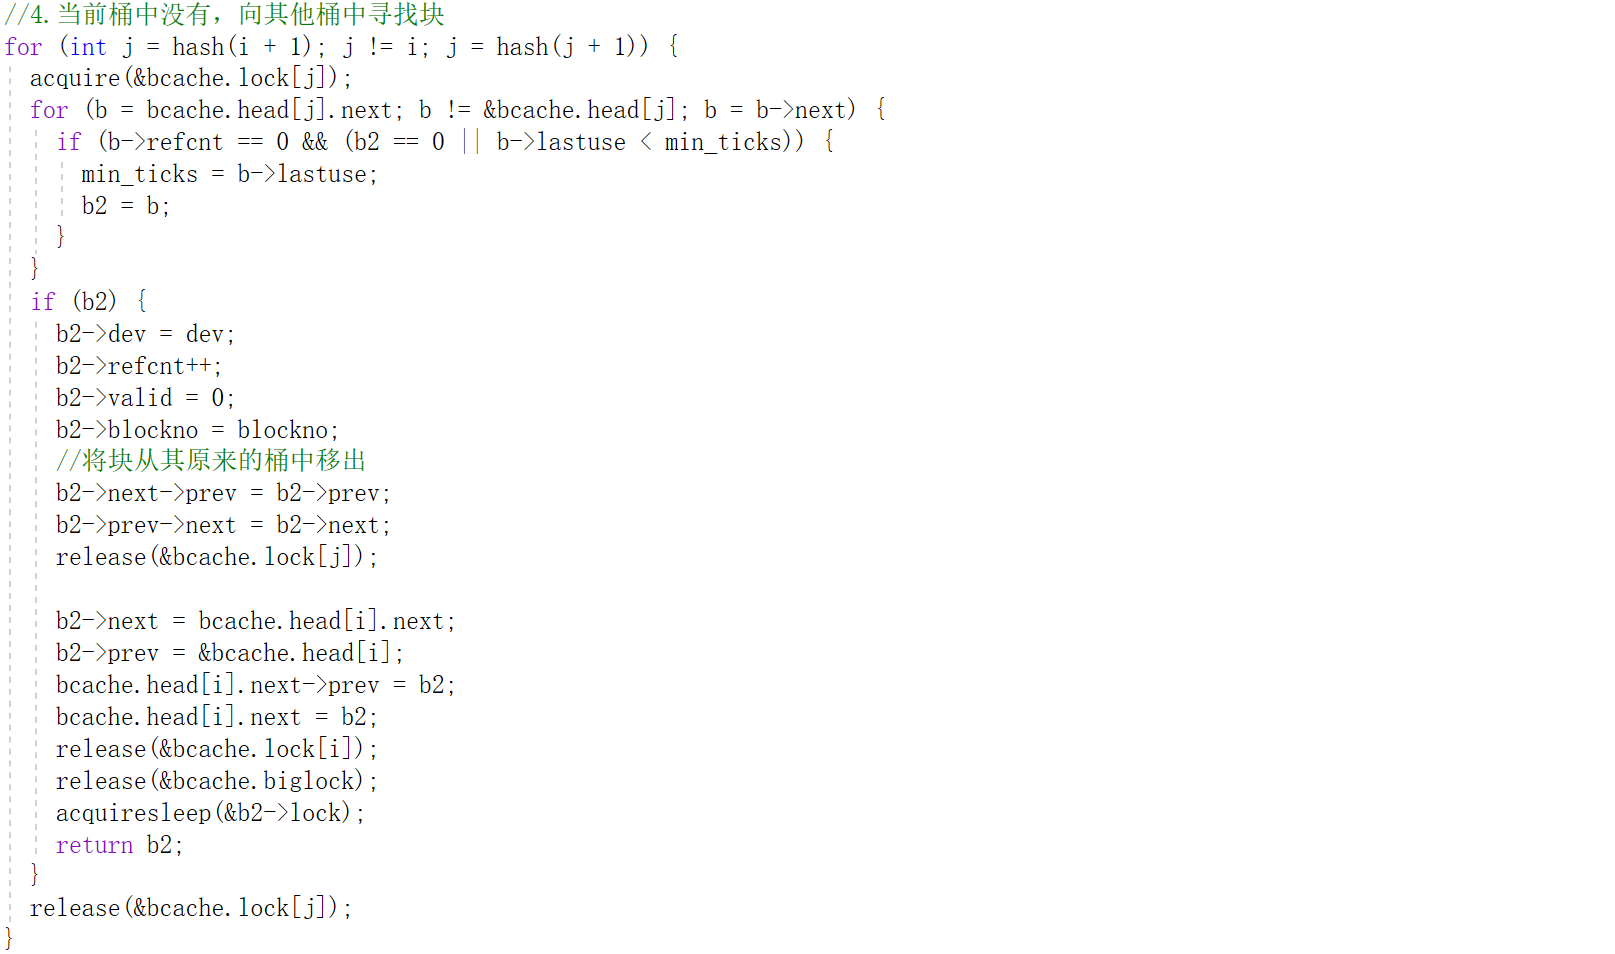 //4.当前桶中没有，向其他桶中寻找块
for (int j = hash(i + 1); j != i; j = hash(j + 1)) {
  acquire(&bcache.lock[j]);
  for (b = bcache.head[j].next; b != &bcache.head[j]; b = b->next) {
    if (b->refcnt == 0 && (b2 == 0 || b->lastuse < min_ticks)) {
      min_ticks = b->lastuse;
      b2 = b;
    }
  }
  if (b2) {
    b2->dev = dev;
    b2->refcnt++;
    b2->valid = 0;
    b2->blockno = blockno;
    //将块从其原来的桶中移出
    b2->next->prev = b2->prev;
    b2->prev->next = b2->next;
    release(&bcache.lock[j]);

    b2->next = bcache.head[i].next;
    b2->prev = &bcache.head[i];
    bcache.head[i].next->prev = b2;
    bcache.head[i].next = b2;
    release(&bcache.lock[i]);
    release(&bcache.biglock);
    acquiresleep(&b2->lock);
    return b2;
  }
  release(&bcache.lock[j]);
}